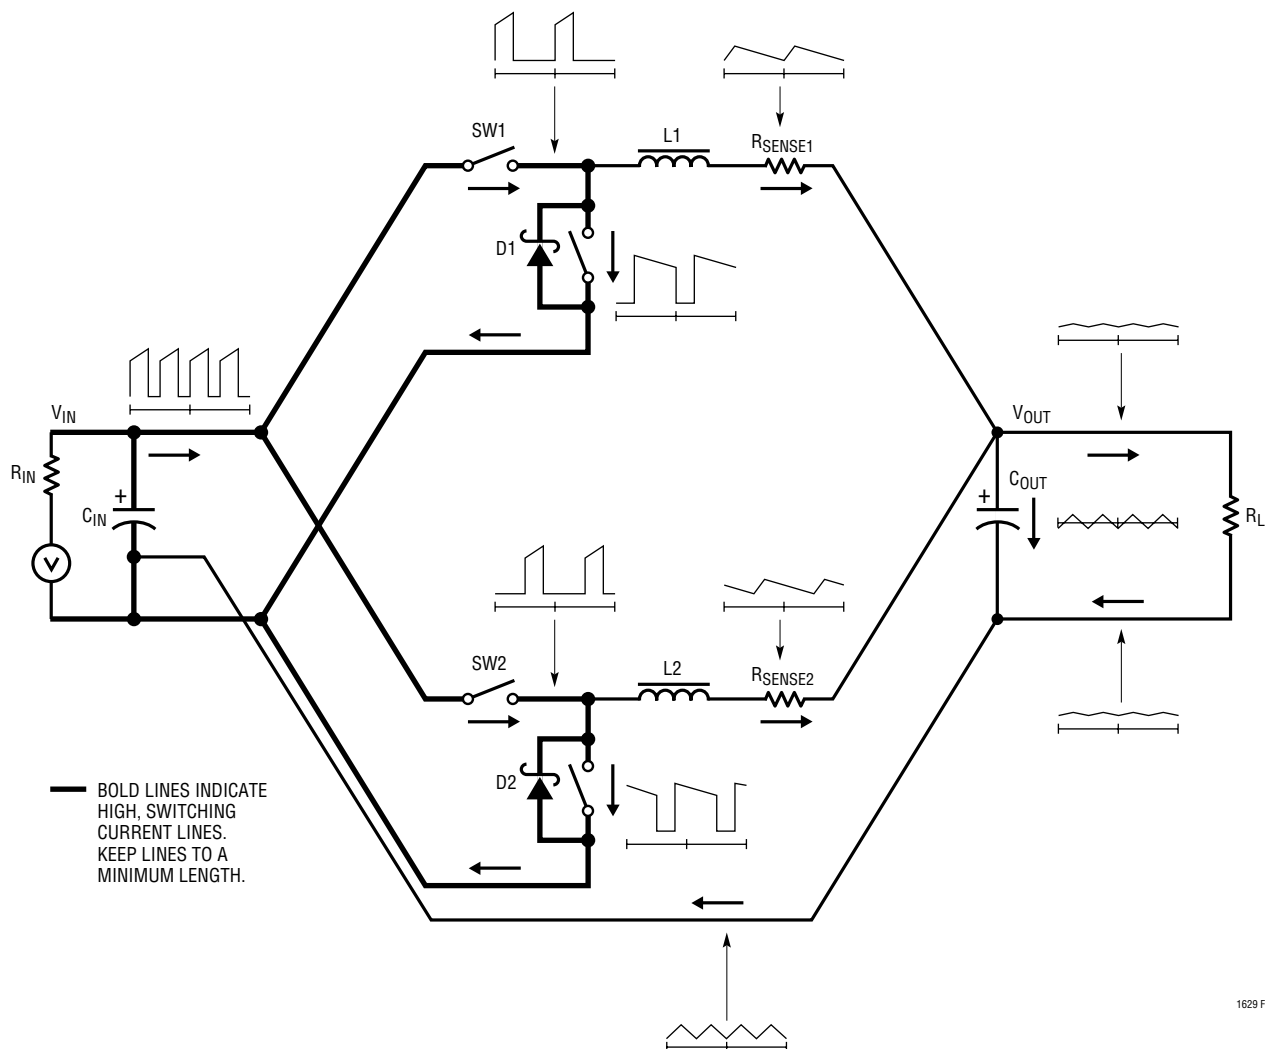 SW1
L1
RSENSE1
D1
VIN
VOUT
RIN
+
CIN
+
COUT
RL
SW2
L2
RSENSE2
D2
BOLD LINES INDICATE
HIGH, SWITCHING
CURRENT LINES.
KEEP LINES TO A
MINIMUM LENGTH.
1629 F